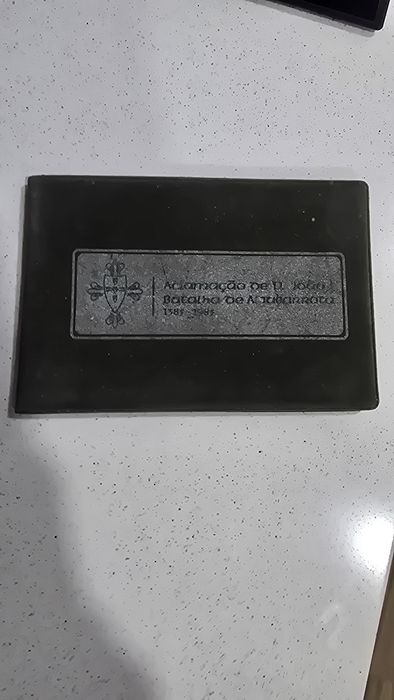 Aclamação de D. João I
Batalha de Aljubarrota
1385-1985